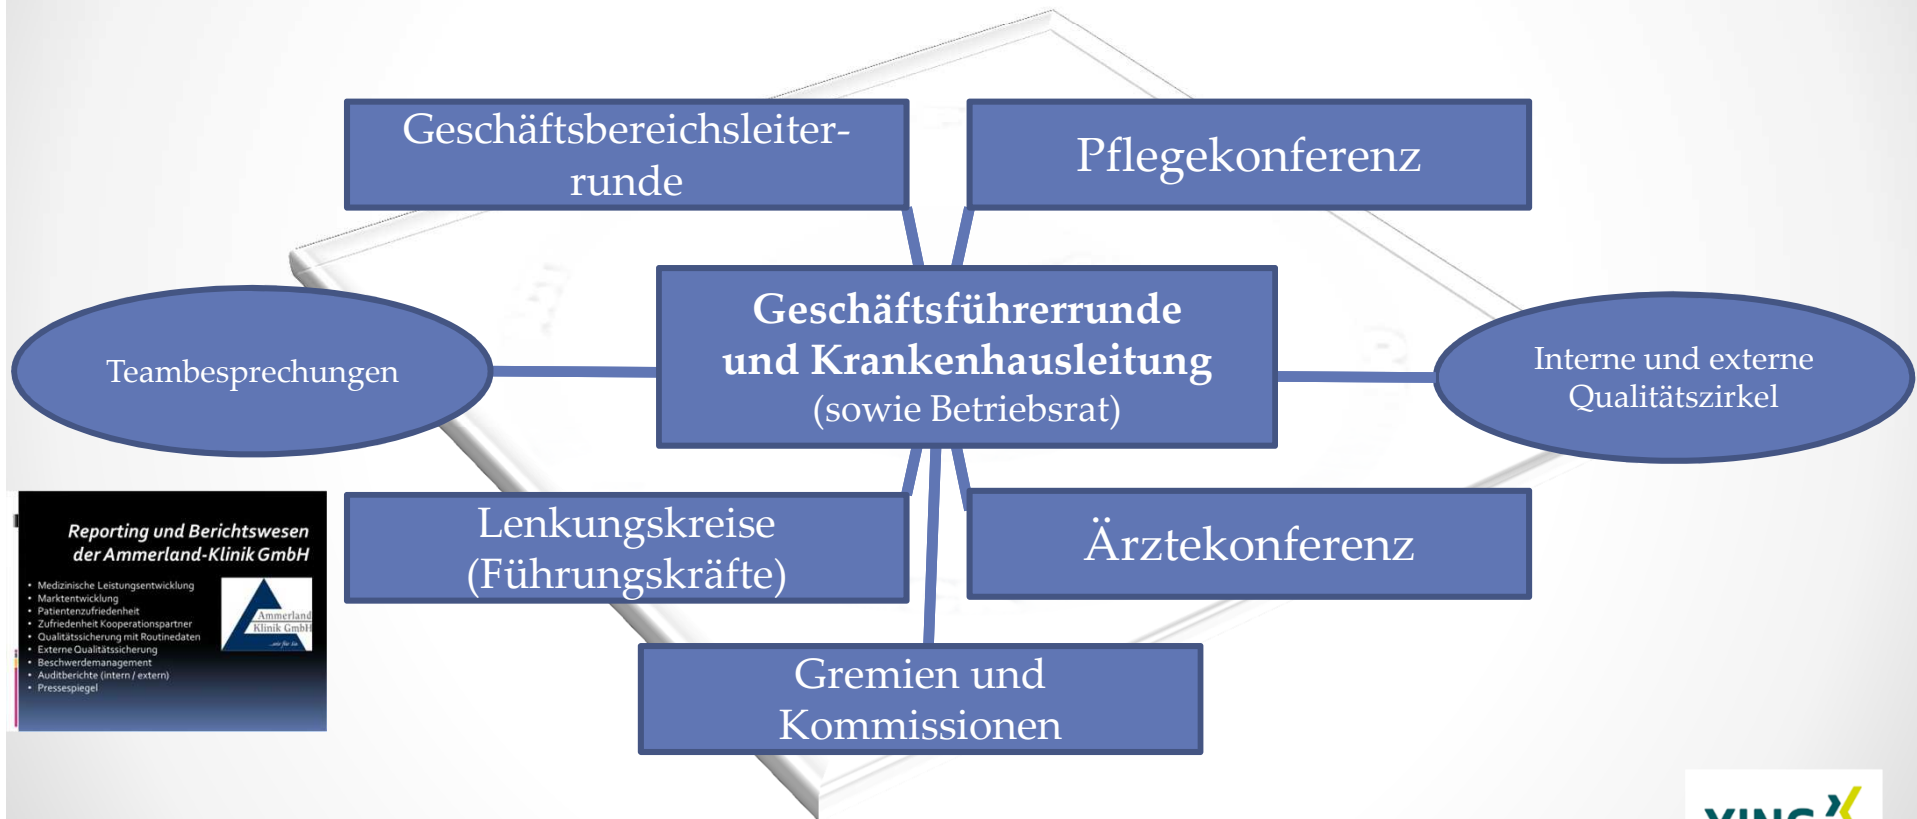 Geschäftsbereichsleiter-
runde
Pflegekonferenz
Geschäftsführerrunde
und Krankenhausleitung
(sowie Betriebsrat)
Teambesprechungen
Interne und externe
Qualitätszirkel
Lenkungskreise
(Führungskräfte)
Ärztekonferenz
Gremien und
Kommissionen
Reporting und Berichtswesen
der Ammerland-Klinik GmbH
• Medizinische Leistungsentwicklung
• Marktentwicklung
• Patientenzufriedenheit
• Zufriedenheit Kooperationspartner
• Qualitätssicherung mit Routinedaten
• Externe Qualitätssicherung
• Beschwerdemanagement
• Auditberichte (intern / extern)
• Pressespiegel
Ammerland
Klinik GmbH
XING